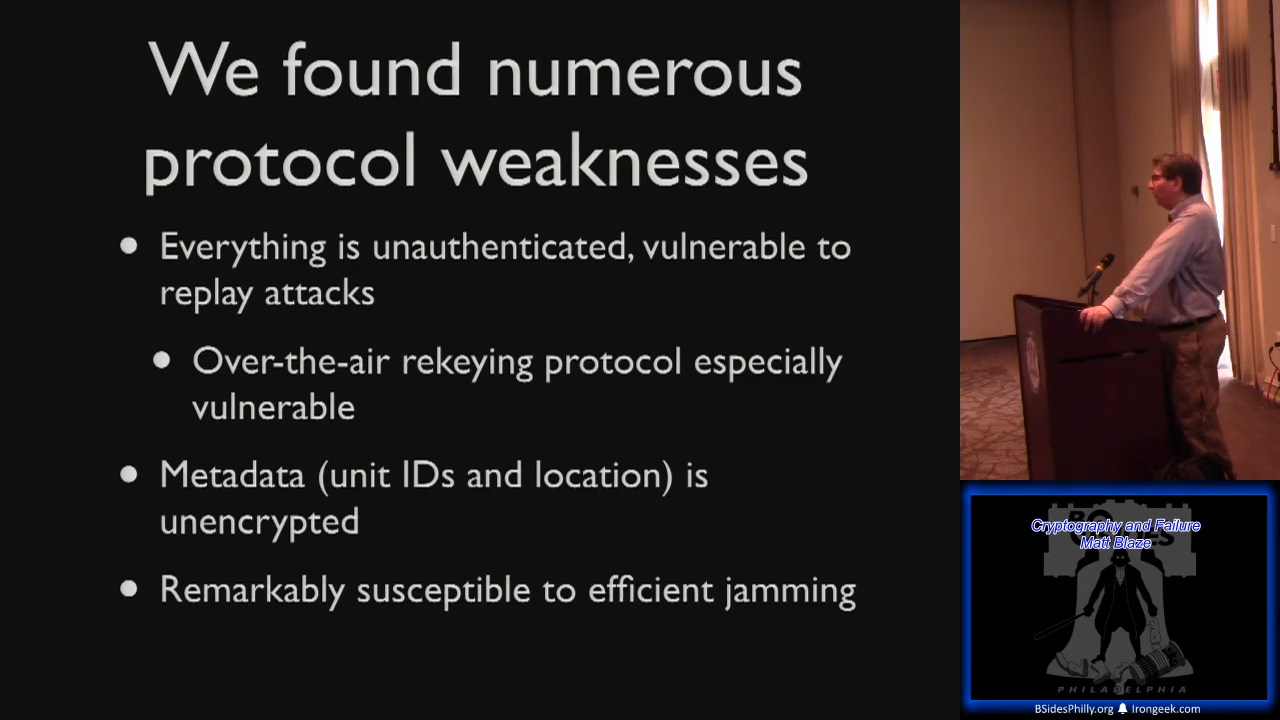 We found numerous
protocol weaknesses
• Everything is unauthenticated, vulnerable to
replay attacks
• Over-the-air rekeying protocol especially
vulnerable
• Metadata (unit IDs and location) is
unencrypted
• Remarkably susceptible to efficient jamming
Cryptography and Failure
Matt Blaze
PHILADELPHIA
BSidesPhilly.org Irongeek.com